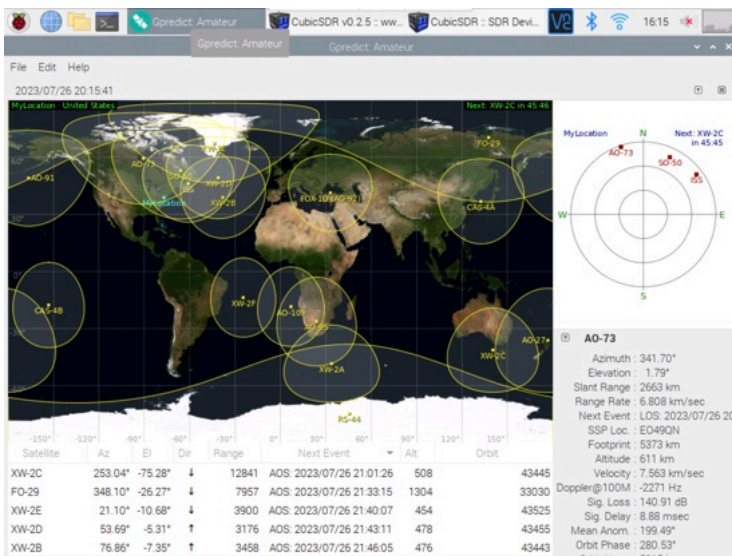 Gpredict: Amateur
CubicSDR v0.2.5 :: ww...
CubicSDR :: SDR Devi...
V2
16:15
Gpredict: Amateur
Gpredict: Amateur
File Edit Help
2023/07/26 20:15:41
MyLocation : United States
Next: XW-2C in 45:46
FO-29
AO-91
XW-2D
MyLocation
XW-2B
CAS-4A
CAS-4B
XW-2F
AO-109
XW-2C
AO-27
XW-2A
RS-44
-150° -120° -90° -60° -30° 0° 30° 60° 90° 120° 150°
MyLocation
N
Next: XW-2C
in 45:45
AO-73
SO-50
ISS
W
E
S
AO-73
Azimuth : 341.70°
Elevation : 1.79°
Slant Range : 2663 km
Range Rate : 6.808 km/sec
Next Event : LOS: 2023/07/26 20
SSP Loc. : EO49QN
Footprint : 5373 km
Altitude : 611 km
Velocity : 7.563 km/sec
Doppler@100M : -2271 Hz
Sig. Loss : 140.91 dB
Sig. Delay : 8.88 msec
Mean Anom. : 199.49°
Orbit Phase : 280.53°
Satellite Az El Dir Range Next Event Alt Orbit
XW-2C 253.04° -75.28° ↓ 12841 AOS: 2023/07/26 21:01:26 508 43445
FO-29 348.10° -26.27° ↓ 7957 AOS: 2023/07/26 21:33:15 1304 33030
XW-2E 21.10° -10.68° ↓ 3900 AOS: 2023/07/26 21:40:07 454 43525
XW-2D 53.69° -5.31° ↑ 3176 AOS: 2023/07/26 21:43:11 478 43455
XW-2B 76.86° -7.35° ↑ 3458 AOS: 2023/07/26 21:46:05 476 43443